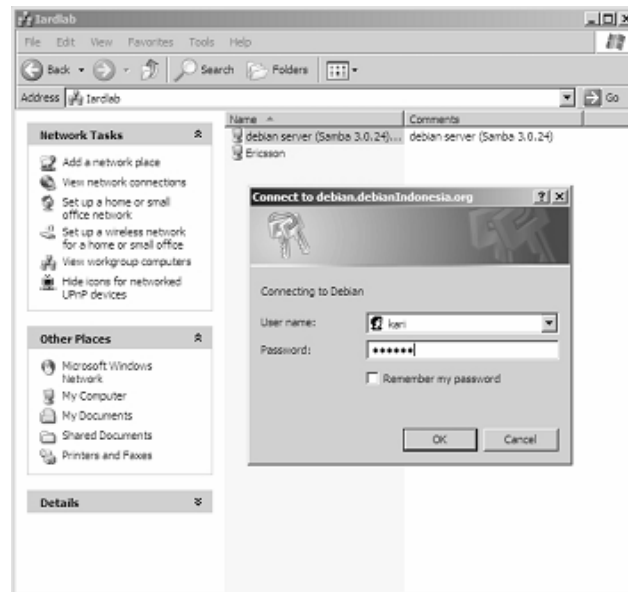 Iardlab
File Edit View Favorites Tools Help
Back Search Folders
Address Iardlab Go
Name Comments
debian server (Samba 3.0.24)... debian server (Samba 3.0.24)
Ericsson
Network Tasks
Add a network place
View network connections
Set up a home or small
office network
Set up a wireless network
for a home or small office
View workgroup computers
Hide icons for networked
UPnP devices
Other Places
Microsoft Windows
Network
My Computer
My Documents
Shared Documents
Printers and Faxes
Details
Connect to debian.debianIndonesia.org
Connecting to Debian
User name: kari
Password: ●●●●●●
Remember my password
OK Cancel